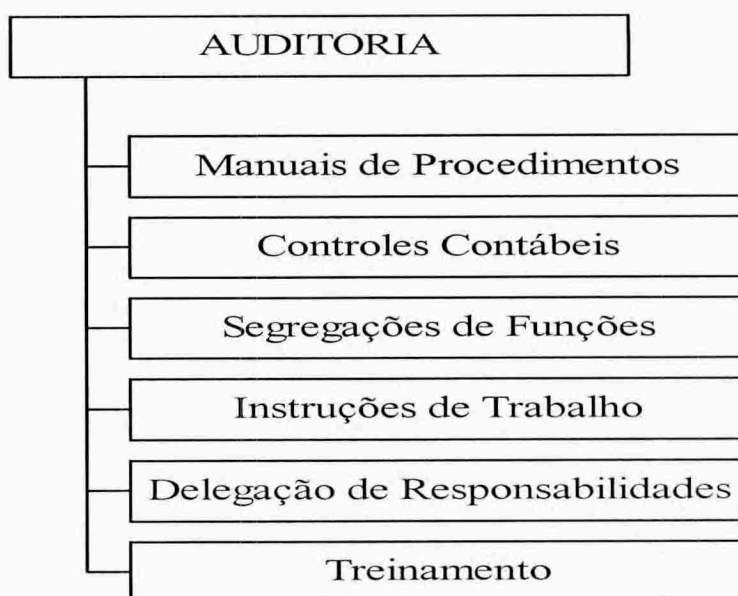 AUDITORIA
Manuais de Procedimentos
Controles Contábeis
Segregações de Funções
Instruções de Trabalho
Delegação de Responsabilidades
Treinamento